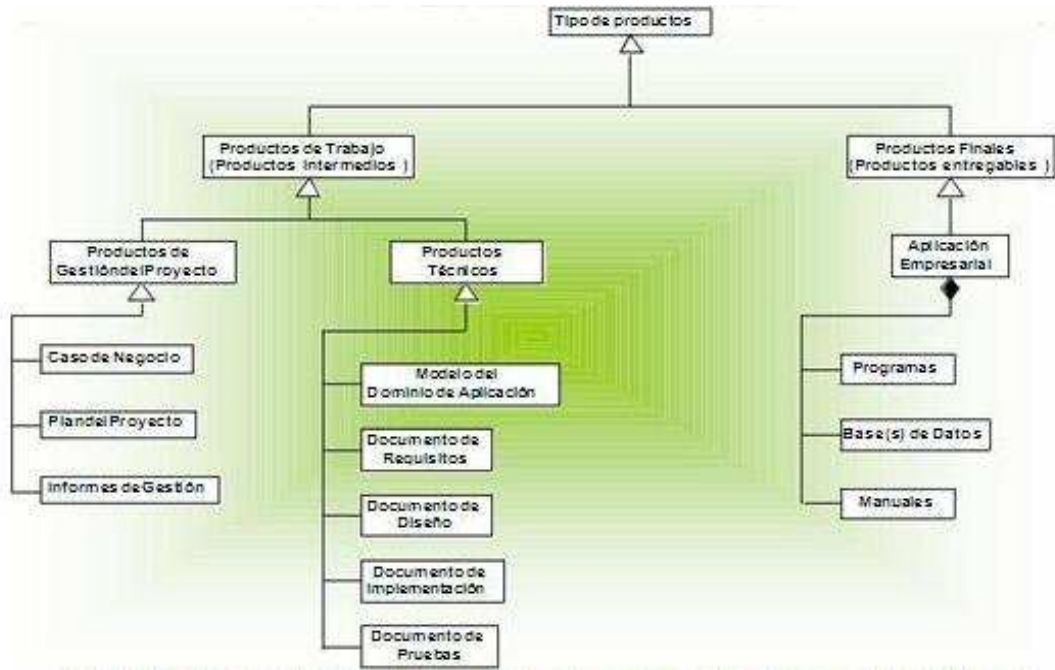 Tipo de productos
Productos de Trabajo
(Productos Intermedios )
Productos Finales
(Productos entregables )
Productos de
Gestión del Proyecto
Productos
Técnicos
Aplicación
Empresarial
Caso de Negocio
Plan del Proyecto
Informes de Gestión
Modelo del
Dominio de Aplicación
Documento de
Requisitos
Documento de
Diseño
Documento de
Implementación
Documento de
Pruebas
Programas
Base(s) de Datos
Manuales